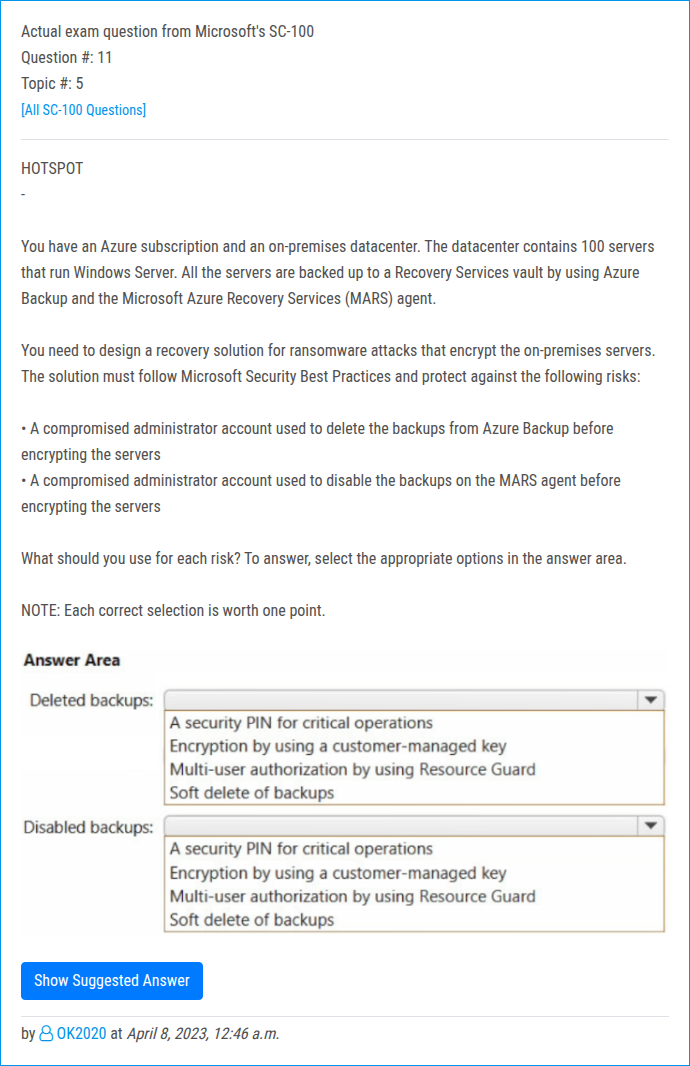 Actual exam question from Microsoft's SC-100
Question #: 11
Topic #: 5
[All SC-100 Questions]
HOTSPOT
-
You have an Azure subscription and an on-premises datacenter. The datacenter contains 100 servers
that run Windows Server. All the servers are backed up to a Recovery Services vault by using Azure
Backup and the Microsoft Azure Recovery Services (MARS) agent.
You need to design a recovery solution for ransomware attacks that encrypt the on-premises servers.
The solution must follow Microsoft Security Best Practices and protect against the following risks:
• A compromised administrator account used to delete the backups from Azure Backup before
encrypting the servers
• A compromised administrator account used to disable the backups on the MARS agent before
encrypting the servers
What should you use for each risk? To answer, select the appropriate options in the answer area.
NOTE: Each correct selection is worth one point.
Answer Area
Deleted backups:
A security PIN for critical operations
Encryption by using a customer-managed key
Multi-user authorization by using Resource Guard
Soft delete of backups
Disabled backups:
A security PIN for critical operations
Encryption by using a customer-managed key
Multi-user authorization by using Resource Guard
Soft delete of backups
Show Suggested Answer
by OK2020 at April 8, 2023, 12:46 a.m.